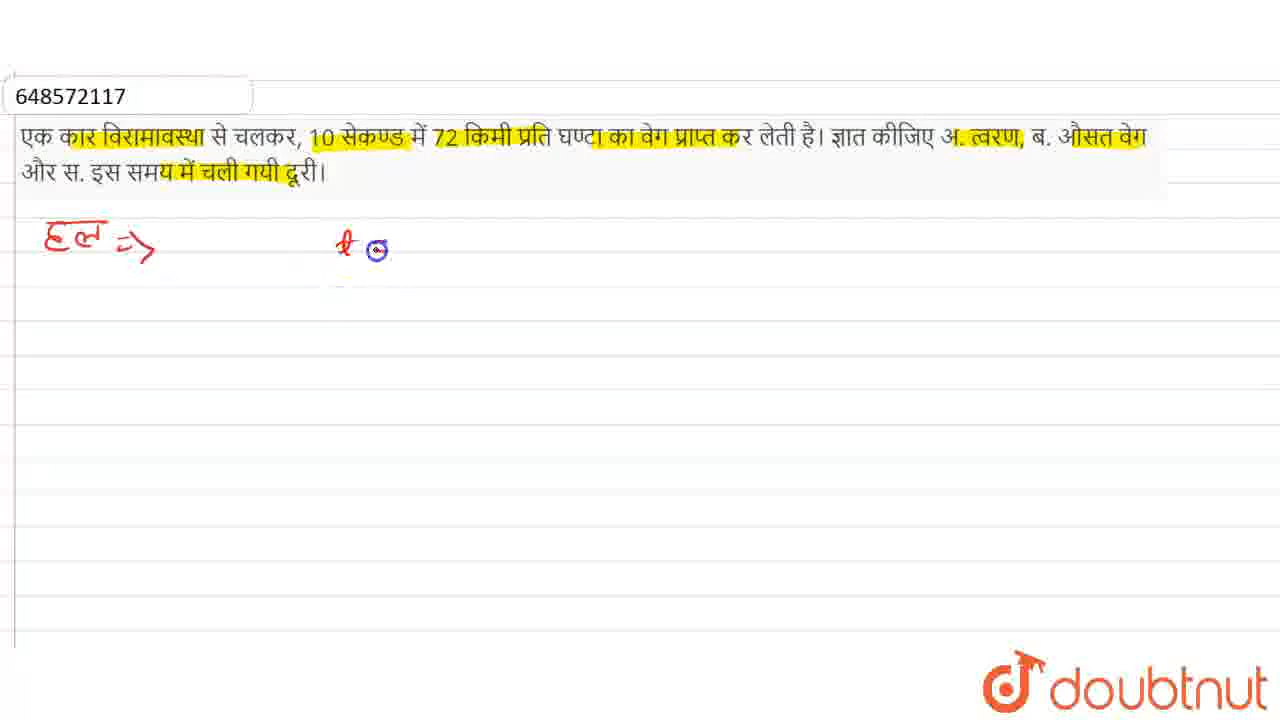 648572117
एक कार विरामावस्था से चलकर, 10 सेकण्ड में 72 किमी प्रति घण्टा का वेग प्राप्त कर लेती है। ज्ञात कीजिए अ. त्वरण, ब. औसत वेग
और स. इस समय में चली गयी दूरी।
हल => t
doubtnut